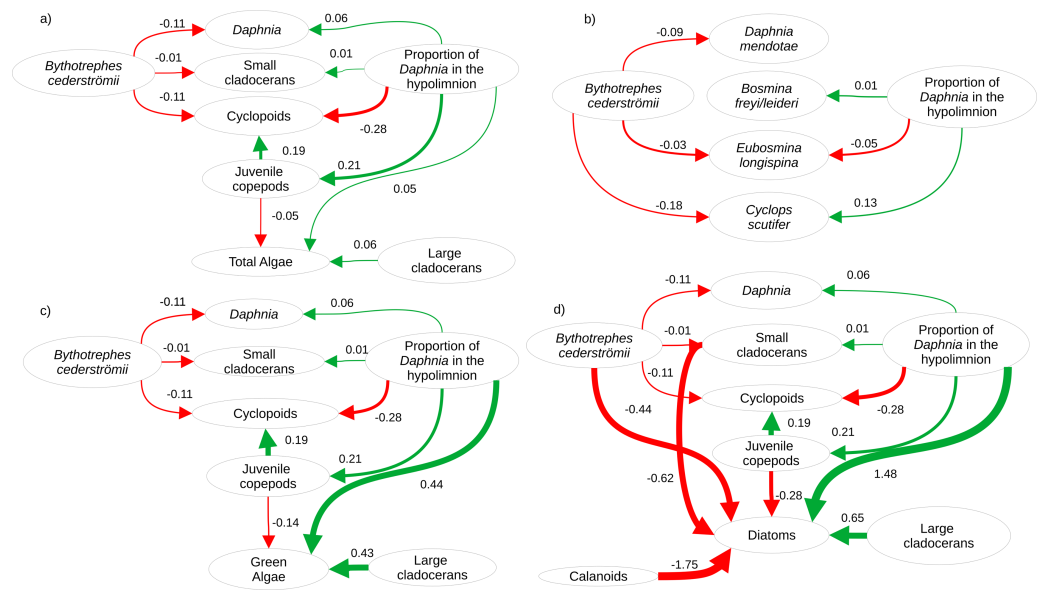 a)
-0.11
Daphnia
0.06
Bythotrephes
cederströmii
-0.01
Small
cladocerans
0.01
Proportion of
Daphnia in the
hypolimnion
-0.11
Cyclopoids
-0.28
0.19
Juvenile
copepods
0.21
0.05
-0.05
Total Algae
0.06
Large
cladocerans
b)
-0.09
Daphnia
mendotae
Bythotrephes
cederströmii
Bosmina
freyi/leideri
0.01
Proportion of
Daphnia in the
hypolimnion
-0.03
Eubosmina
longispina
-0.05
-0.18
Cyclops
scutifer
0.13
c)
-0.11
Daphnia
0.06
Bythotrephes
cederströmii
-0.01
Small
cladocerans
0.01
Proportion of
Daphnia in the
hypolimnion
-0.11
Cyclopoids
-0.28
0.19
Juvenile
copepods
0.21
0.44
-0.14
Green
Algae
0.43
Large
cladocerans
d)
-0.11
Daphnia
0.06
Bythotrephes
cederströmii
-0.01
Small
cladocerans
0.01
Proportion of
Daphnia in the
hypolimnion
-0.11
Cyclopoids
-0.28
-0.44
0.19
Juvenile
copepods
0.21
1.48
-0.62
-0.28
Diatoms
0.65
Large
cladocerans
Calanoids
-1.75